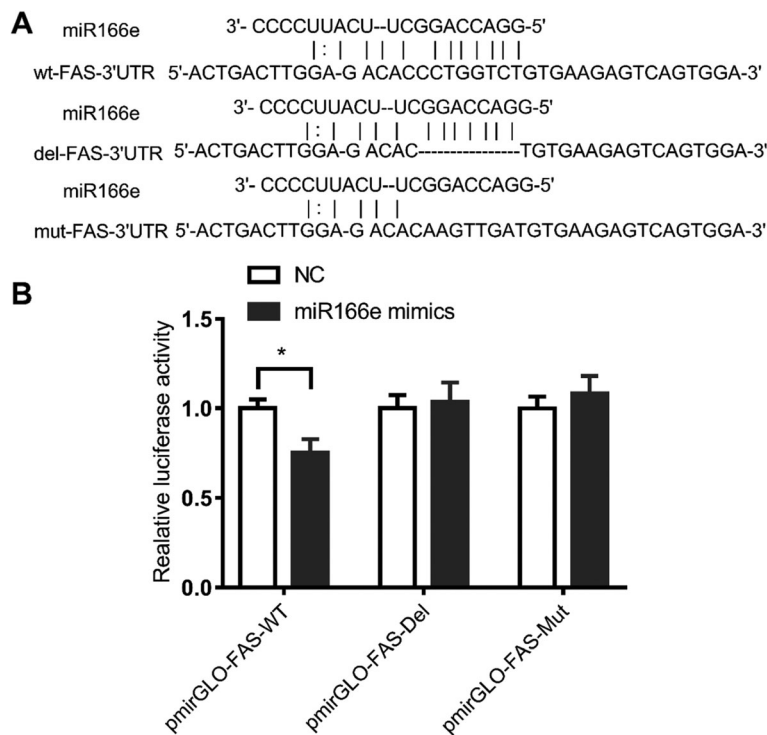 A
miR166e 3'- CCCCUUACU--UCGGACCAGG-5'
wt-FAS-3'UTR 5'-ACTGACTTGGA-G ACACCCTGGTCTGTGAAGAGTCAGTGGA-3'
miR166e 3'- CCCCUUACU--UCGGACCAGG-5'
del-FAS-3'UTR 5'-ACTGACTTGGA-G ACAC----------------TGTGAAGAGTCAGTGGA-3'
miR166e 3'- CCCCUUACU--UCGGACCAGG-5'
mut-FAS-3'UTR 5'-ACTGACTTGGA-G ACACAAGTTGATGTGAAGAGTCAGTGGA-3'
B
NC
miR166e mimics
Realative luciferase activity
1.5
1.0
0.5
0.0
*
pmirGLO-FAS-WT
pmirGLO-FAS-Del
pmirGLO-FAS-Mut